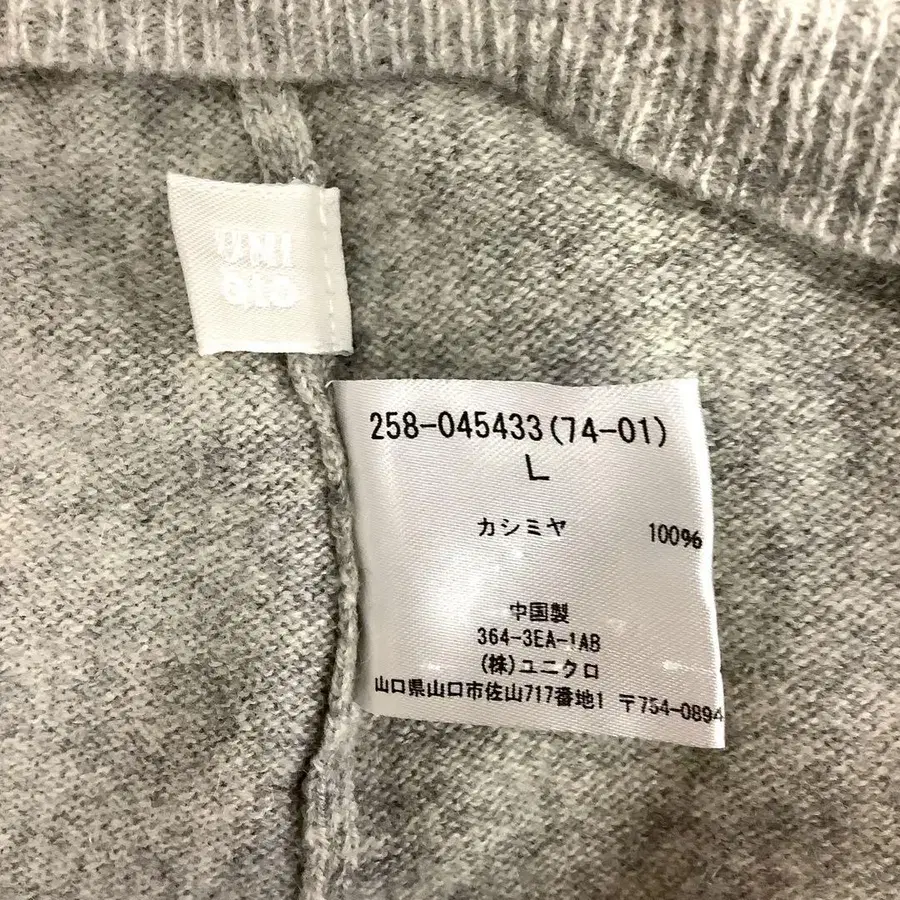 UNI
QLO
258-045433(74-01)
L
カシミヤ 100%
中国製
364-3EA-1AB
(株)ユニクロ
山口県山口市佐山717番地1 〒754-0894